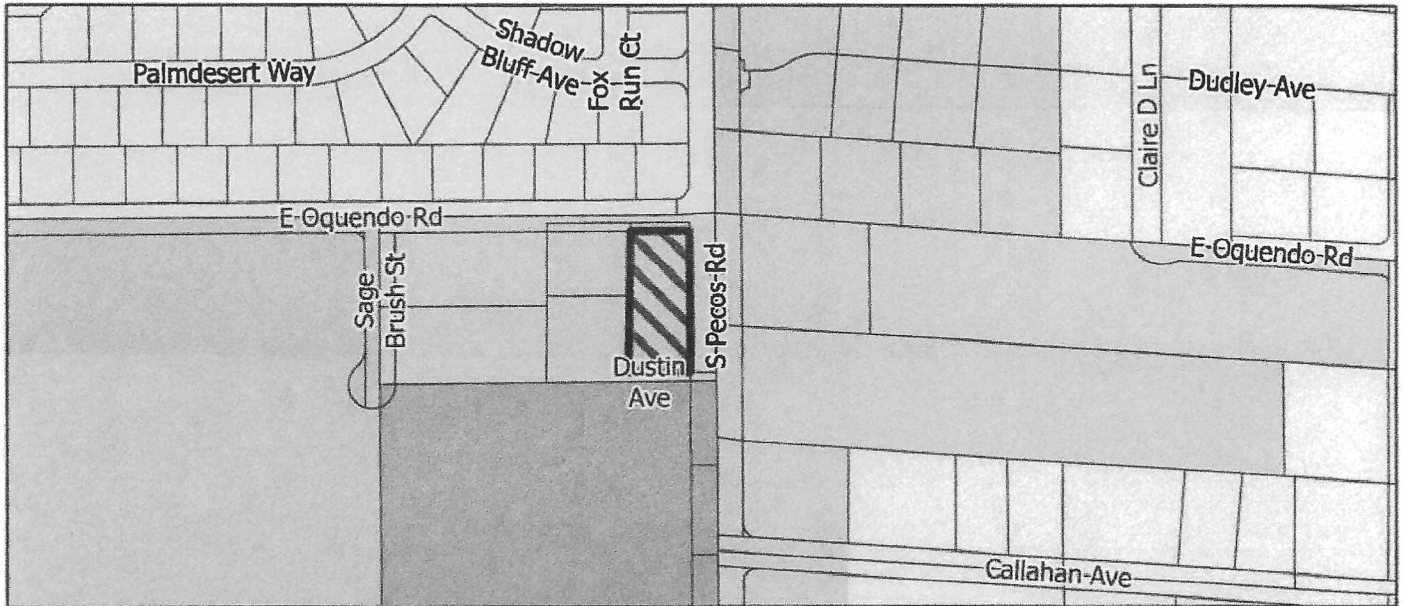 Shadow
Bluff-Ave
Fox
Run Ct
Palmdesert Way
Claire D Ln
Dudley-Ave
E-Oquendo-Rd
E-Oquendo-Rd
Sage
Brush-St
S-Pecos-Rd
Dustin
Ave
Callahan-Ave